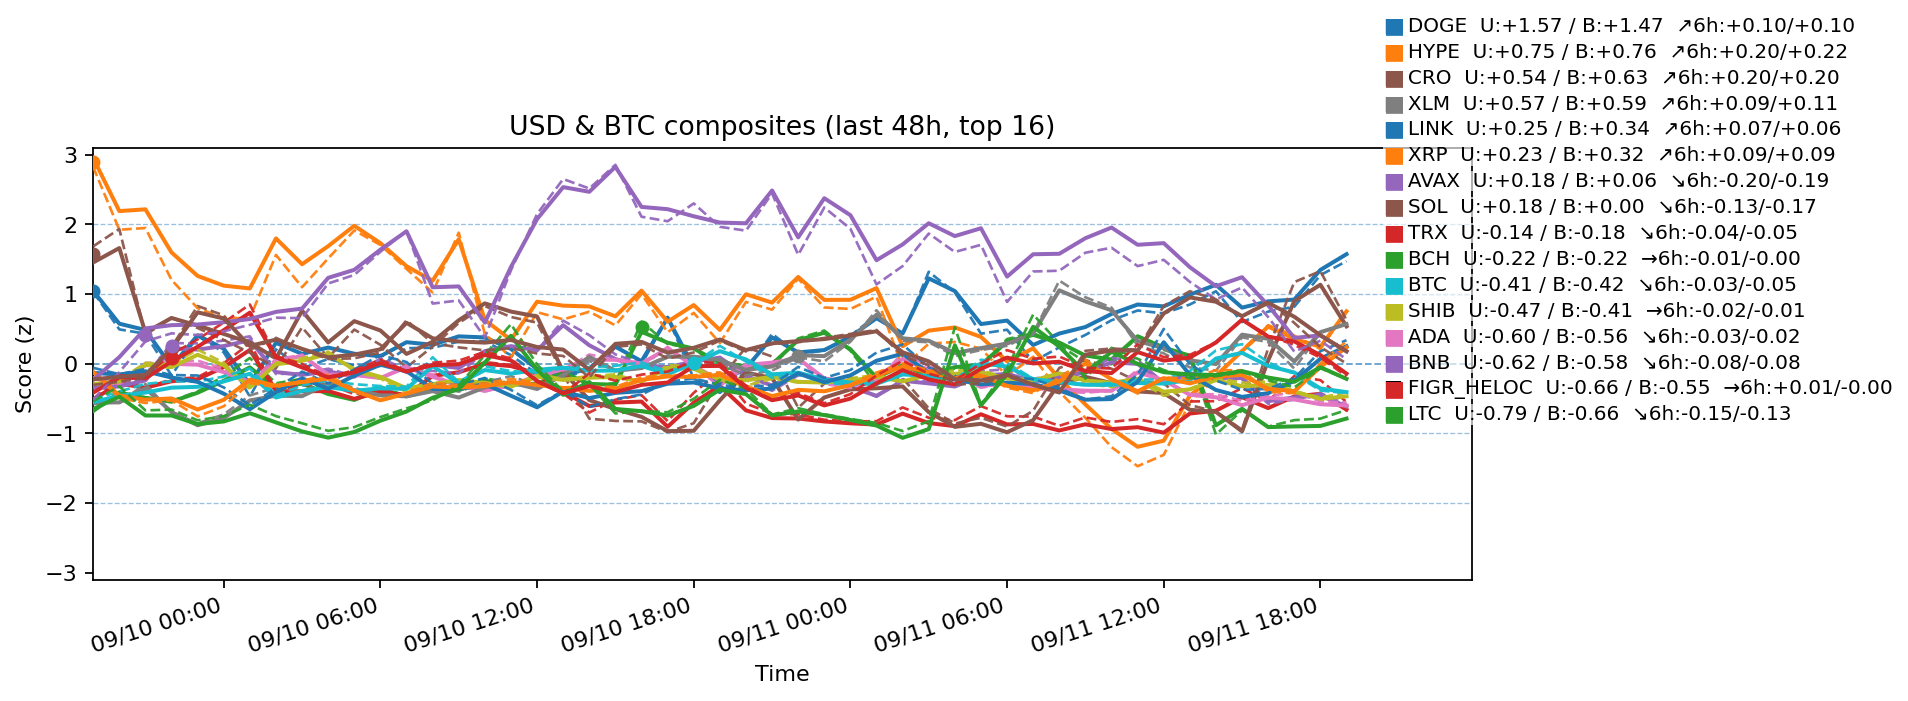 DOGE  U:+1.57 / B:+1.47  ↗6h:+0.10/+0.10
HYPE  U:+0.75 / B:+0.76  ↗6h:+0.20/+0.22
CRO  U:+0.54 / B:+0.63  ↗6h:+0.20/+0.20
XLM  U:+0.57 / B:+0.59  ↗6h:+0.09/+0.11
LINK  U:+0.25 / B:+0.34  ↗6h:+0.07/+0.06
XRP  U:+0.23 / B:+0.32  ↗6h:+0.09/+0.09
AVAX  U:+0.18 / B:+0.06  ↘6h:-0.20/-0.19
SOL  U:+0.18 / B:+0.00  ↘6h:-0.13/-0.17
TRX  U:-0.14 / B:-0.18  ↘6h:-0.04/-0.05
BCH  U:-0.22 / B:-0.22  →6h:-0.01/-0.00
BTC  U:-0.41 / B:-0.42  ↘6h:-0.03/-0.05
SHIB  U:-0.47 / B:-0.41  →6h:-0.02/-0.01
ADA  U:-0.60 / B:-0.56  ↘6h:-0.03/-0.02
BNB  U:-0.62 / B:-0.58  ↘6h:-0.08/-0.08
FIGR_HELOC  U:-0.66 / B:-0.55  →6h:+0.01/-0.00
LTC  U:-0.79 / B:-0.66  ↘6h:-0.15/-0.13
USD & BTC composites (last 48h, top 16)
3
2
1
0
−1
−2
−3
Score (z)
09/10 00:00
09/10 06:00
09/10 12:00
09/10 18:00
09/11 00:00
09/11 06:00
09/11 12:00
09/11 18:00
Time